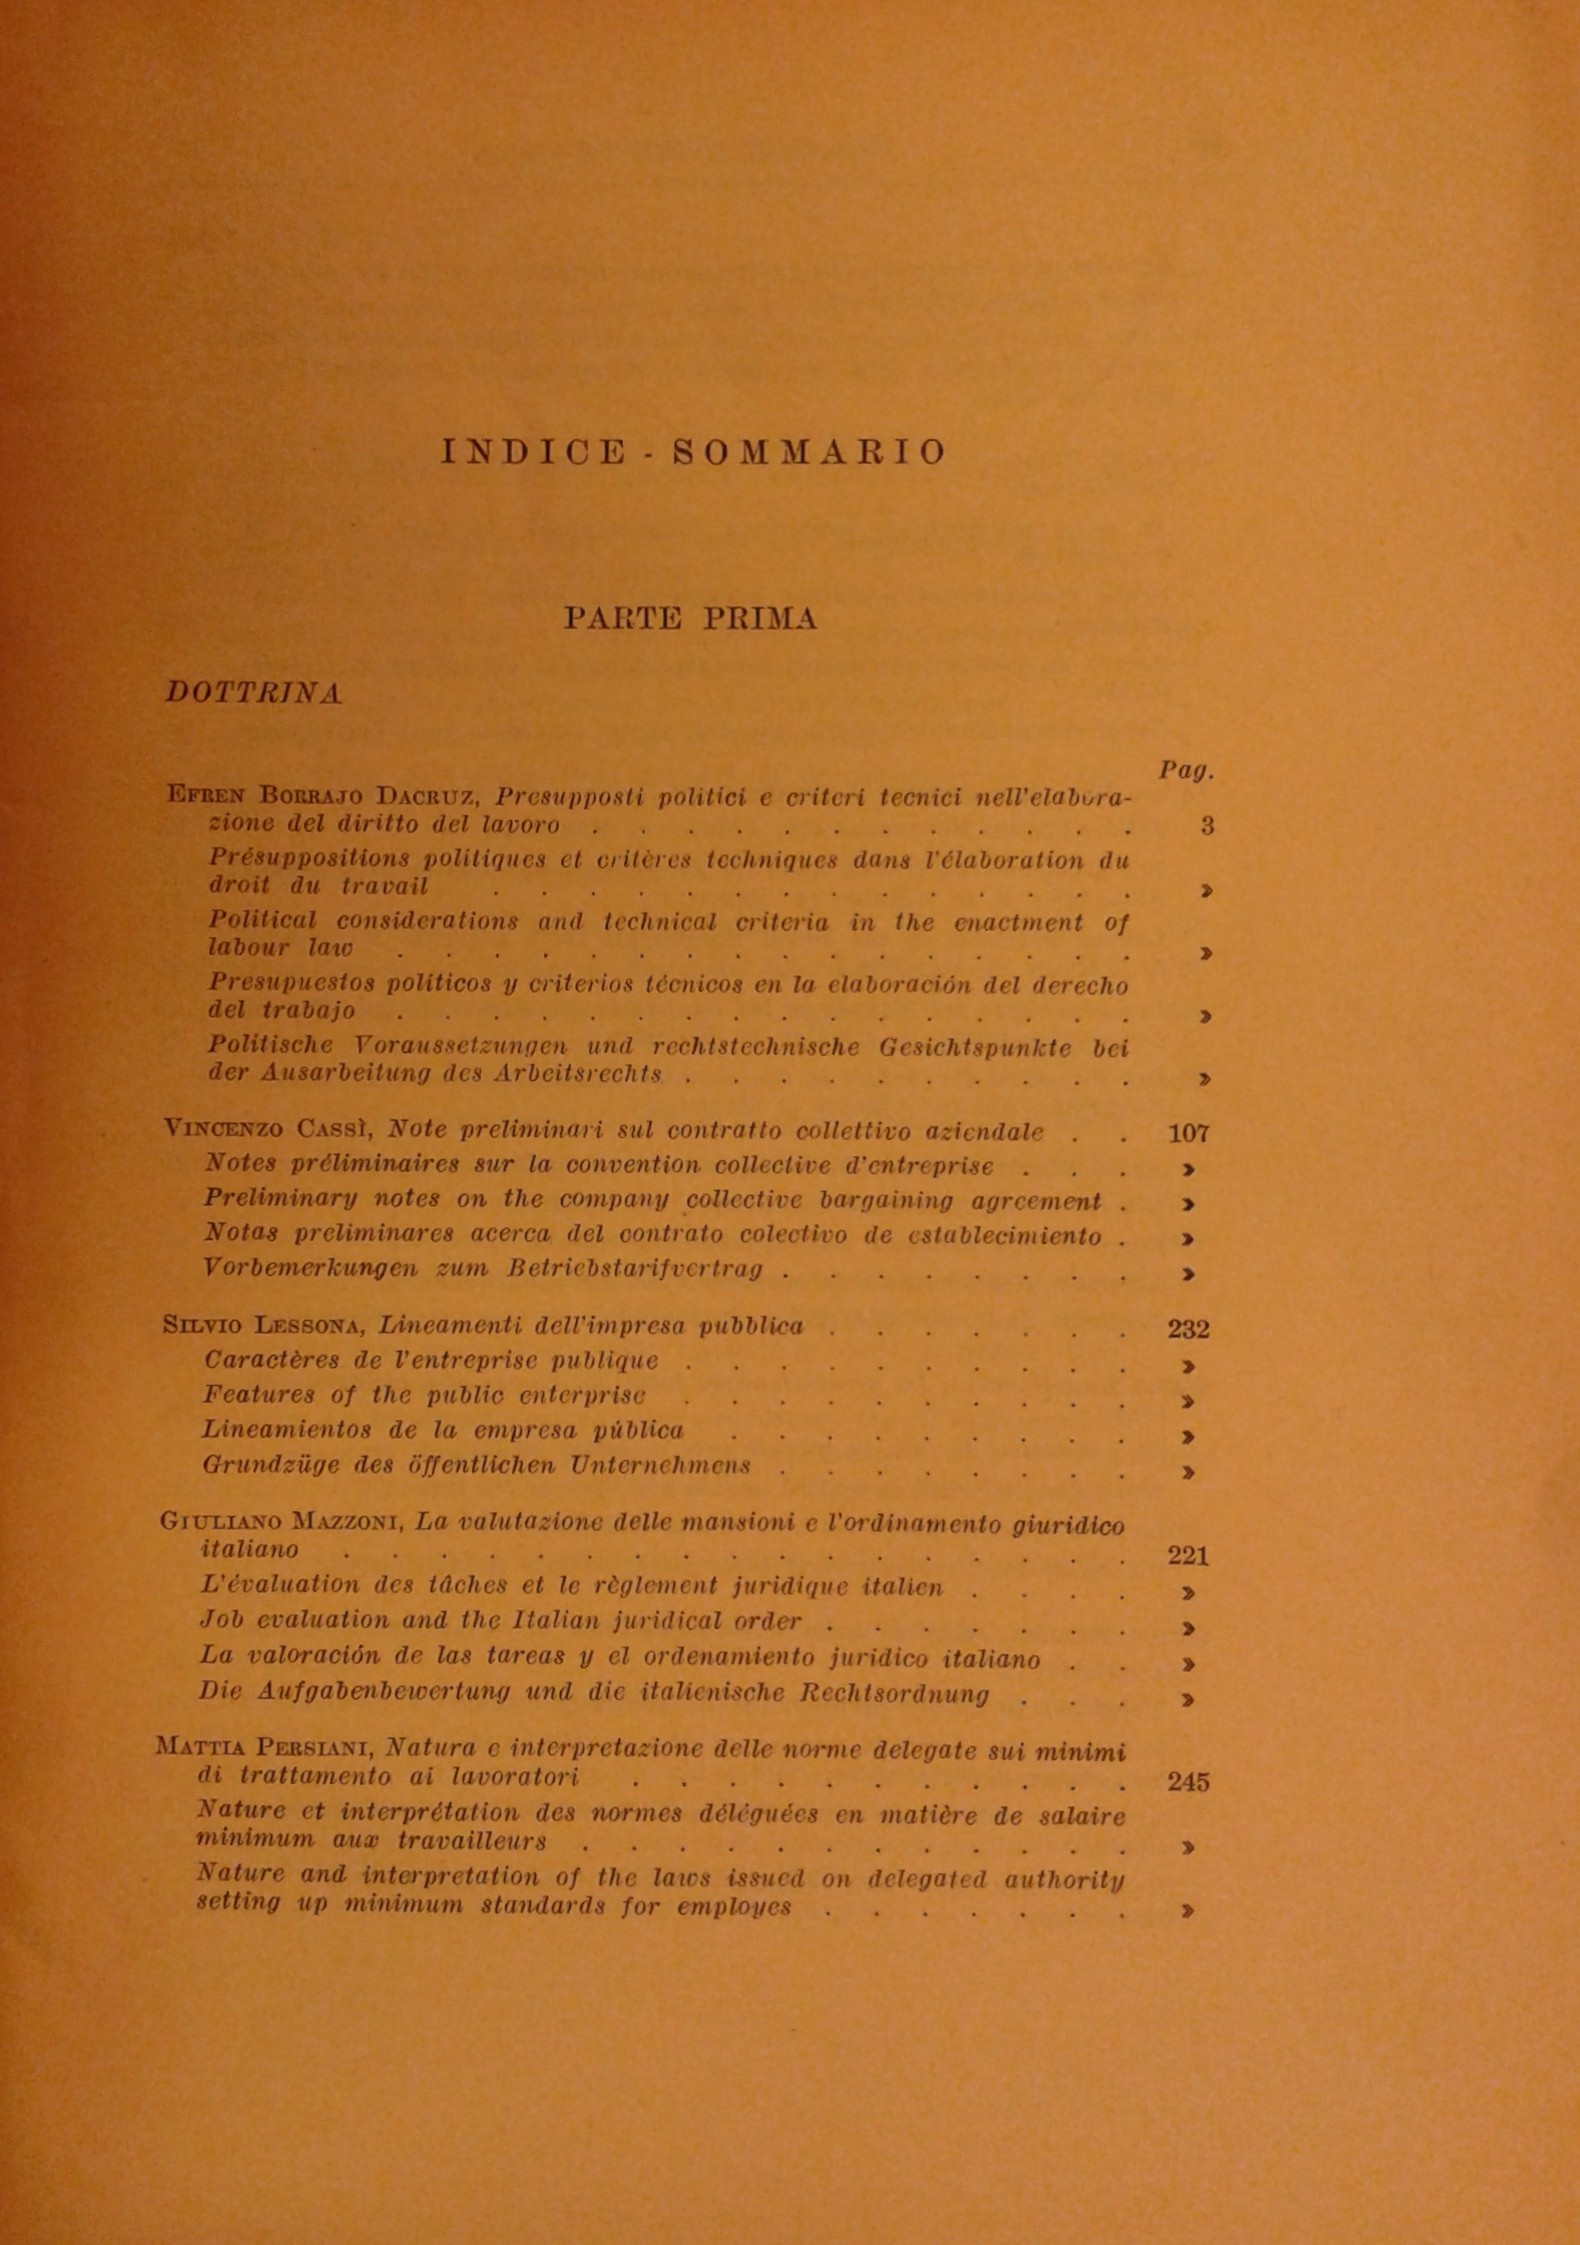 INDICE - SOMMARIO
PARTE PRIMA
DOTTRINA
Pag.
EFREN BORRAJO DACRUZ, Presupposti politici e criteri tecnici nell'elabora-
zione del diritto del lavoro . . . . . . . . . . . . 3
Présuppositions politiques et critères techniques dans l'élaboration du
droit du travail . . . . . . . . . . . . . . »
Political considerations and technical criteria in the enactment of
labour law . . . . . . . . . . . . . . . . »
Presupuestos politicos y criterios técnicos en la elaboración del derecho
del trabajo . . . . . . . . . . . . . . . . »
Politische Voraussetzungen und rechtstechnische Gesichtspunkte bei
der Ausarbeitung des Arbeitsrechts . . . . . . . . . . »
VINCENZO CASSÌ, Note preliminari sul contratto collettivo aziendale . . 107
Notes préliminaires sur la convention collective d'entreprise . . . »
Preliminary notes on the company collective bargaining agreement . »
Notas preliminares acerca del contrato colectivo de establecimiento . »
Vorbemerkungen zum Betriebstarifvertrag . . . . . . . . »
SILVIO LESSONA, Lineamenti dell'impresa pubblica . . . . . . . 232
Caractères de l'entreprise publique . . . . . . . . . . »
Features of the public enterprise . . . . . . . . . . »
Lineamientos de la empresa pública . . . . . . . . . »
Grundzüge des öffentlichen Unternehmens . . . . . . . . »
GIULIANO MAZZONI, La valutazione delle mansioni e l'ordinamento giuridico
italiano . . . . . . . . . . . . . . . . . 221
L'évaluation des tâches et le règlement juridique italien . . . . »
Job evaluation and the Italian juridical order . . . . . . . »
La valoración de las tareas y el ordenamiento juridico italiano . . »
Die Aufgabenbewertung und die italienische Rechtsordnung . . . »
MATTIA PERSIANI, Natura e interpretazione delle norme delegate sui minimi
di trattamento ai lavoratori . . . . . . . . . . . 245
Nature et interprétation des normes déléguées en matière de salaire
minimum aux travailleurs . . . . . . . . . . . . »
Nature and interpretation of the laws issued on delegated authority
setting up minimum standards for employes . . . . . . . »